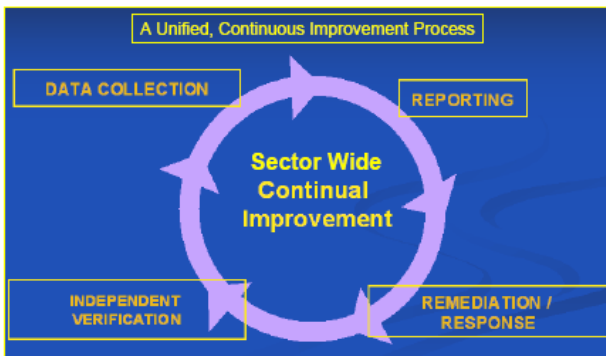 A Unified, Continuous Improvement Process
DATA COLLECTION
REPORTING
Sector Wide
Continual
Improvement
INDEPENDENT
VERIFICATION
REMEDIATION /
RESPONSE